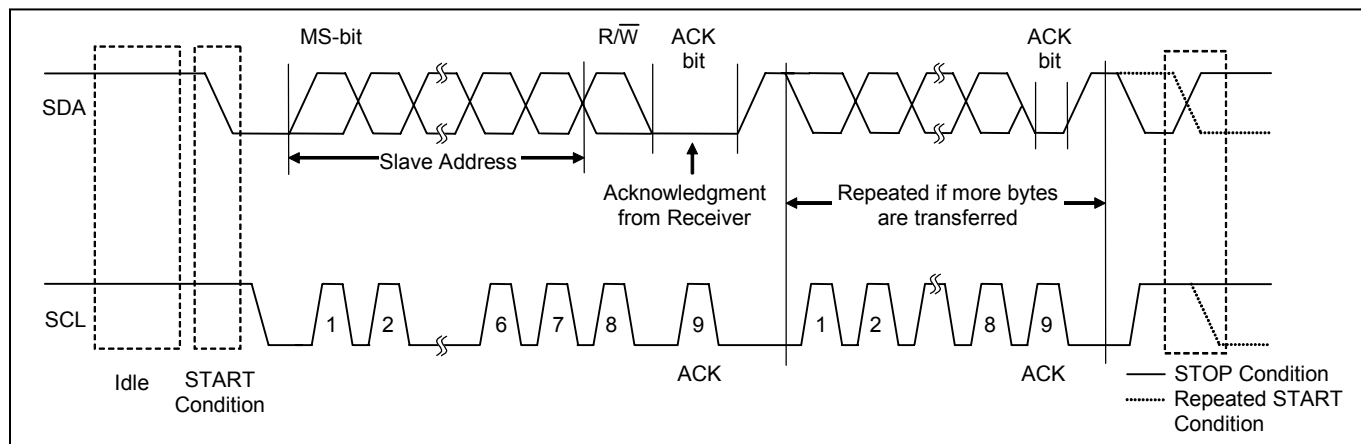 MS-bit
R/W̅
ACK
bit
ACK
bit
SDA
Slave Address
Acknowledgment
from Receiver
Repeated if more bytes
are transferred
SCL
1 2 6 7 8 9 1 2 8 9
Idle
START
Condition
ACK
ACK
STOP Condition
Repeated START
Condition